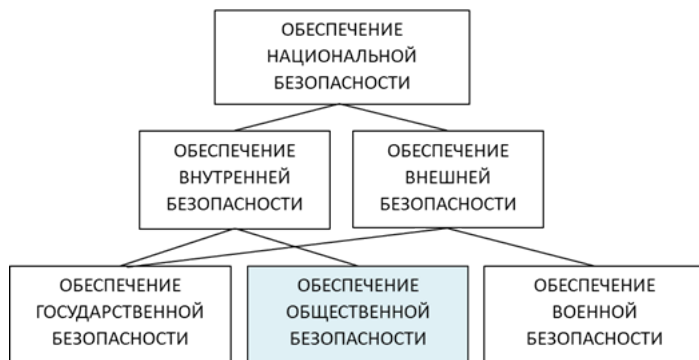 ОБЕСПЕЧЕНИЕ
НАЦИОНАЛЬНОЙ
БЕЗОПАСНОСТИ
ОБЕСПЕЧЕНИЕ
ВНУТРЕННЕЙ
БЕЗОПАСНОСТИ
ОБЕСПЕЧЕНИЕ
ВНЕШНЕЙ
БЕЗОПАСНОСТИ
ОБЕСПЕЧЕНИЕ
ГОСУДАРСТВЕННОЙ
БЕЗОПАСНОСТИ
ОБЕСПЕЧЕНИЕ
ОБЩЕСТВЕННОЙ
БЕЗОПАСНОСТИ
ОБЕСПЕЧЕНИЕ
ВОЕННОЙ
БЕЗОПАСНОСТИ